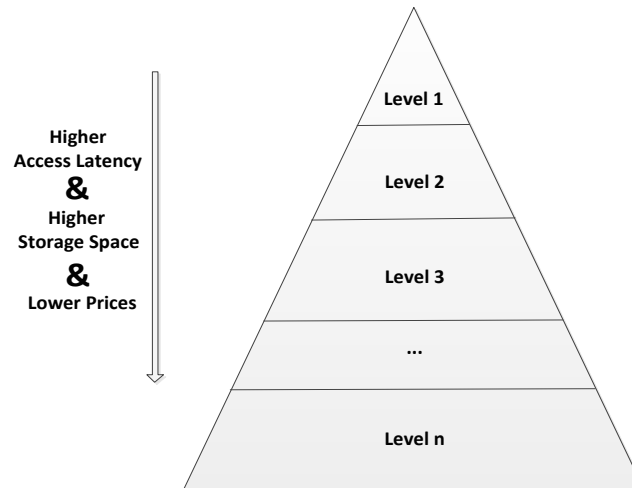 Level 1
Higher
Access Latency
&
Higher
Storage Space
&
Lower Prices
Level 2
Level 3
...
Level n